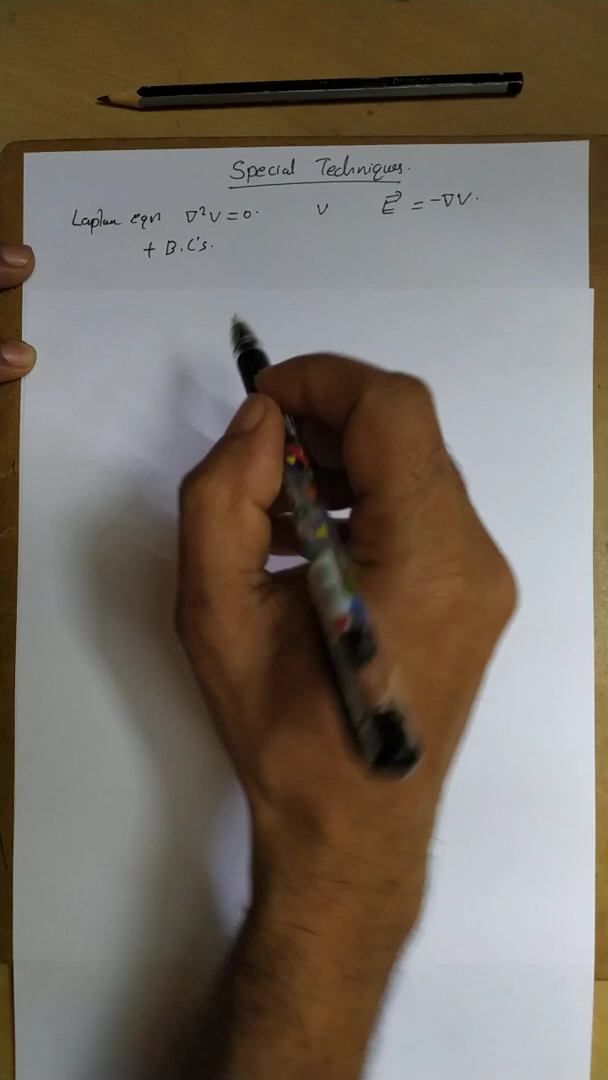 Special Techniques.
Laplace eqn ∇²V=0. V E⃗ = -∇V.
+ B.C's.